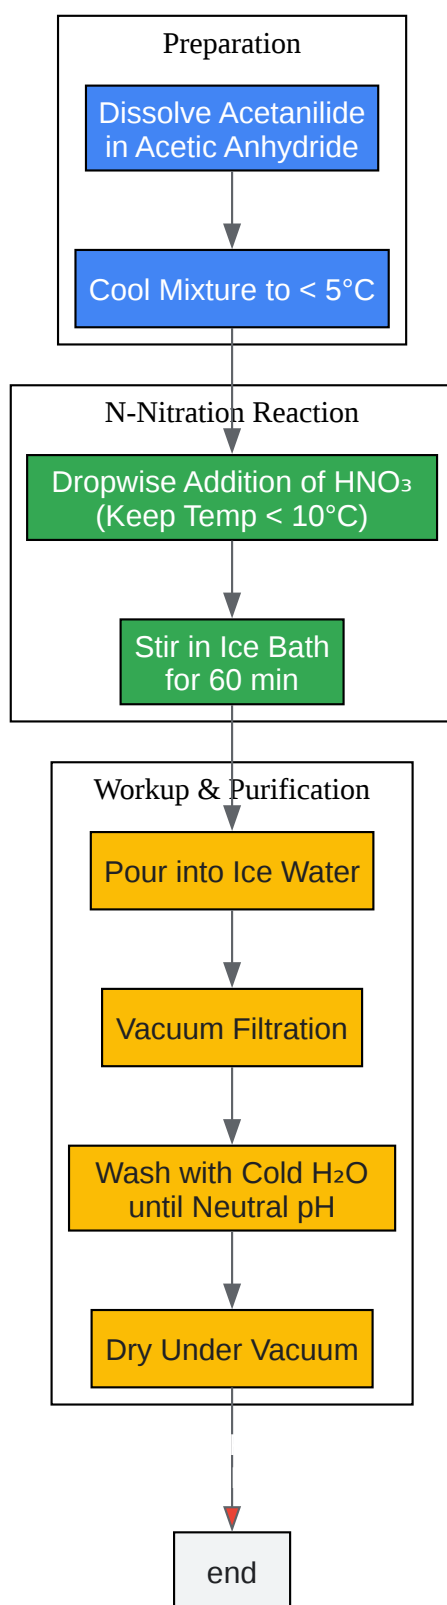 Preparation
Dissolve Acetanilide
in Acetic Anhydride
Cool Mixture to < 5°C
N-Nitration Reaction
Dropwise Addition of HNO₃
(Keep Temp < 10°C)
Stir in Ice Bath
for 60 min
Workup & Purification
Pour into Ice Water
Vacuum Filtration
Wash with Cold H₂O
until Neutral pH
Dry Under Vacuum
end